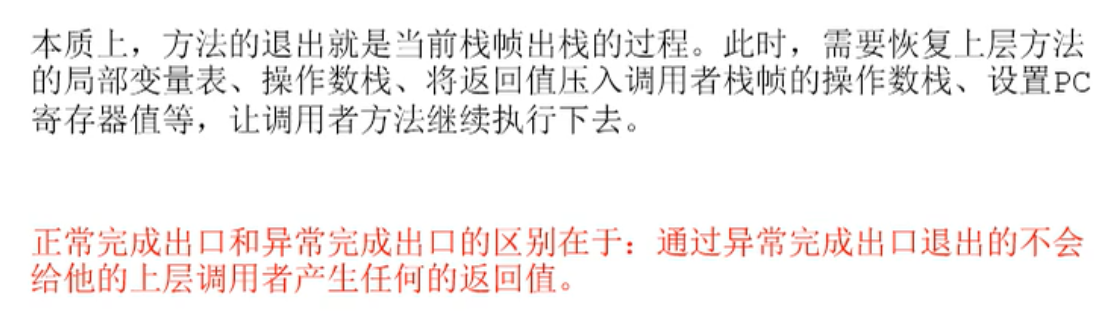 本质上，方法的退出就是当前栈帧出栈的过程。此时，需要恢复上层方法
的局部变量表、操作数栈、将返回值压入调用者栈帧的操作数栈、设置PC
寄存器值等，让调用者方法继续执行下去。
正常完成出口和异常完成出口的区别在于：通过异常完成出口退出的不会
给他的上层调用者产生任何的返回值。